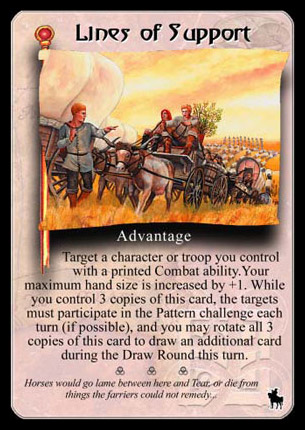 Lines of Support
Advantage
Target a character or troop you control
with a printed Combat ability.Your
maximum hand size is increased by +1. While
you control 3 copies of this card, the targets
must participate in the Pattern challenge each
turn (if possible), and you may rotate all 3
copies of this card to draw an additional card
during the Draw Round this turn.
Horses would go lame between here and Tear, or die from
things the farriers could not remedy...